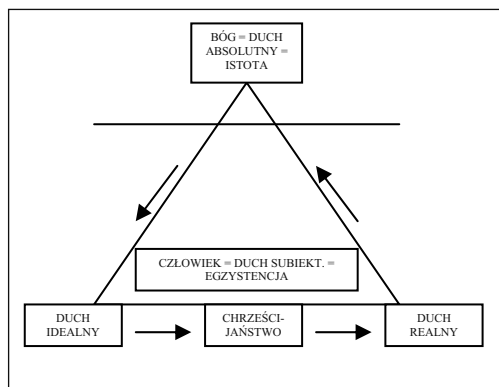 BÓG = DUCH
ABSOLUTNY =
ISTOTA
CZŁOWIEK = DUCH SUBIEKT. =
EGZYSTENCJA
DUCH
IDEALNY
CHRZEŚCI-
JAŃSTWO
DUCH
REALNY